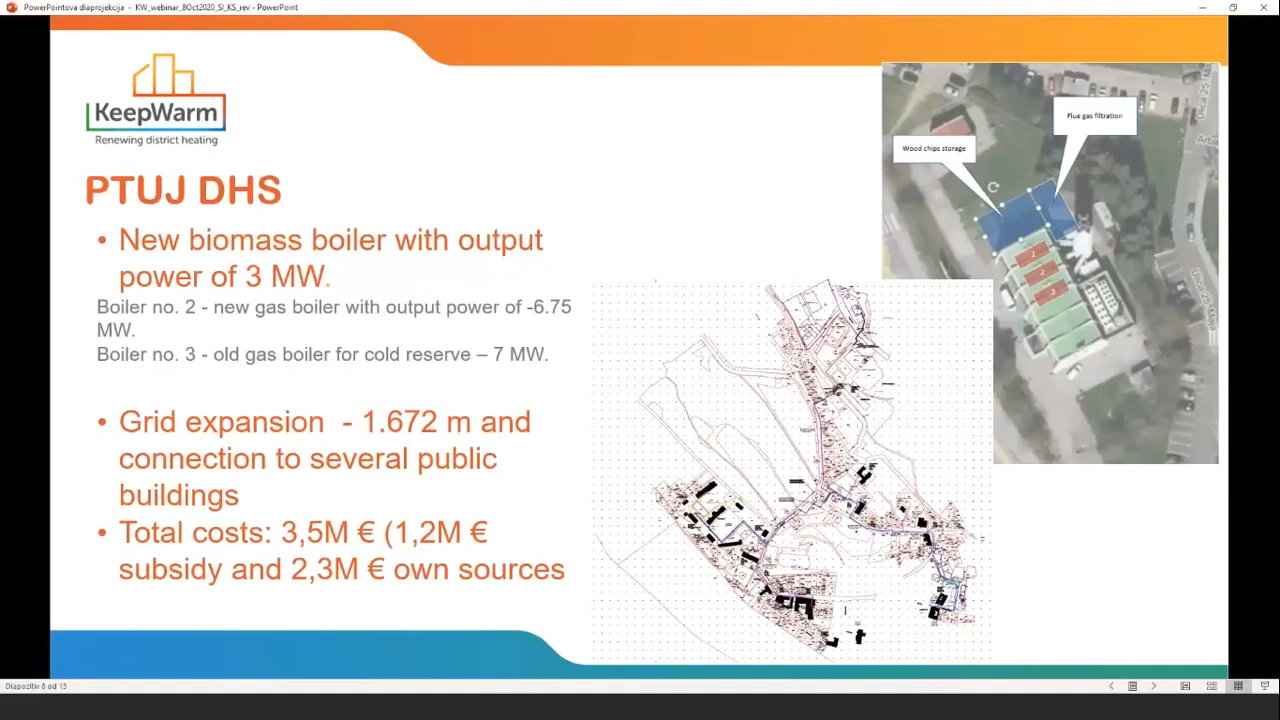 PowerPointova diaprojekcija - KW_webinar_8Oct2020_SI_KS_rev - PowerPoint
KeepWarm
Renewing district heating
PTUJ DHS
• New biomass boiler with output
power of 3 MW.
Boiler no. 2 - new gas boiler with output power of -6.75
MW.
Boiler no. 3 - old gas boiler for cold reserve – 7 MW.
• Grid expansion - 1.672 m and
connection to several public
buildings
• Total costs: 3,5M € (1,2M €
subsidy and 2,3M € own sources
Flue gas filtration
Wood chips storage
1
2
3
Diapozitiv 8 od 13